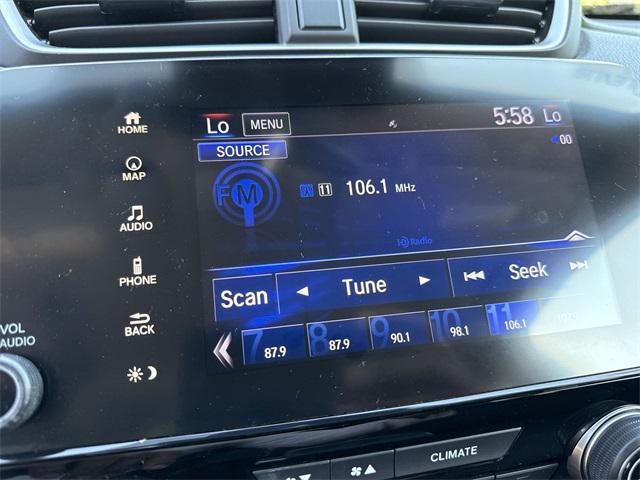 Lo MENU 5:58 Lo
SOURCE 00
FM 11 106.1 MHz
HD Radio
Scan Tune Seek
7 87.9 8 87.9 9 90.1 10 98.1 11 106.1
HOME
MAP
AUDIO
PHONE
BACK
VOL
AUDIO
CLIMATE